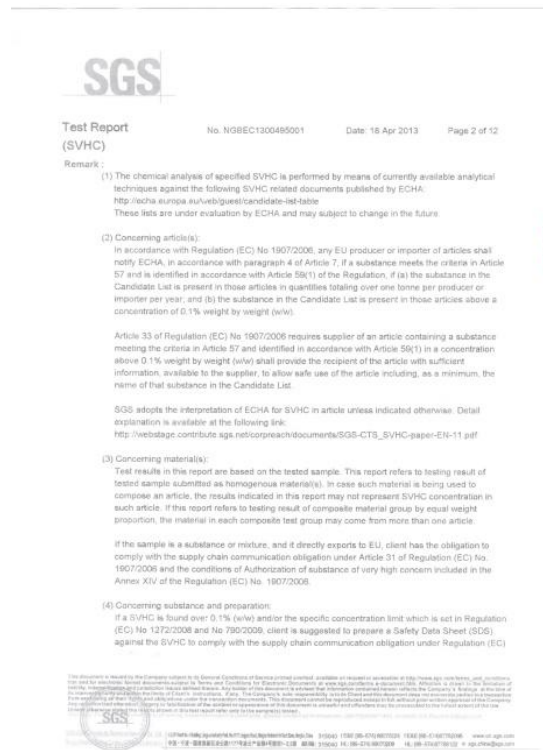 SGS
Test Report
No. NGBEC1300495001
Date: 18 Apr 2013
Page 2 of 12
(SVHC)
Remark :
(1) The chemical analysis of specified SVHC is performed by means of currently available analytical
techniques against the following SVHC related documents published by ECHA:
http://echa.europa.eu/web/guest/candidate-list-table
These lists are under evaluation by ECHA and may subject to change in the future.
(2) Concerning article(s):
In accordance with Regulation (EC) No 1907/2006, any EU producer or importer of articles shall
notify ECHA, in accordance with paragraph 4 of Article 7, if a substance meets the criteria in Article
57 and is identified in accordance with Article 59(1) of the Regulation, if (a) the substance in the
Candidate List is present in those articles in quantities totaling over one tonne per producer or
importer per year; and (b) the substance in the Candidate List is present in those articles above a
concentration of 0.1% weight by weight (w/w).
Article 33 of Regulation (EC) No 1907/2006 requires supplier of an article containing a substance
meeting the criteria in Article 57 and identified in accordance with Article 59(1) in a concentration
above 0.1% weight by weight (w/w) shall provide the recipient of the article with sufficient
information, available to the supplier, to allow safe use of the article including, as a minimum, the
name of that substance in the Candidate List.
SGS adopts the interpretation of ECHA for SVHC in article unless indicated otherwise. Detail
explanation is available at the following link:
http://webstage.contribute.sgs.net/corpreach/documents/SGS-CTS_SVHC-paper-EN-11.pdf
(3) Concerning material(s):
Test results in this report are based on the tested sample. This report refers to testing result of
tested sample submitted as homogenous material(s). In case such material is being used to
compose an article, the results indicated in this report may not represent SVHC concentration in
such article. If this report refers to testing result of composite material group by equal weight
proportion, the material in each composite test group may come from more than one article.
If the sample is a substance or mixture, and it directly exports to EU, client has the obligation to
comply with the supply chain communication obligation under Article 31 of Regulation (EC) No.
1907/2006 and the conditions of Authorization of substance of very high concern included in the
Annex XIV of the Regulation (EC) No. 1907/2006.
(4) Concerning substance and preparation:
If a SVHC is found over 0.1% (w/w) and/or the specific concentration limit which is set in Regulation
(EC) No 1272/2008 and No 790/2009, client is suggested to prepare a Safety Data Sheet (SDS)
against the SVHC to comply with the supply chain communication obligation under Regulation (EC)
SGS